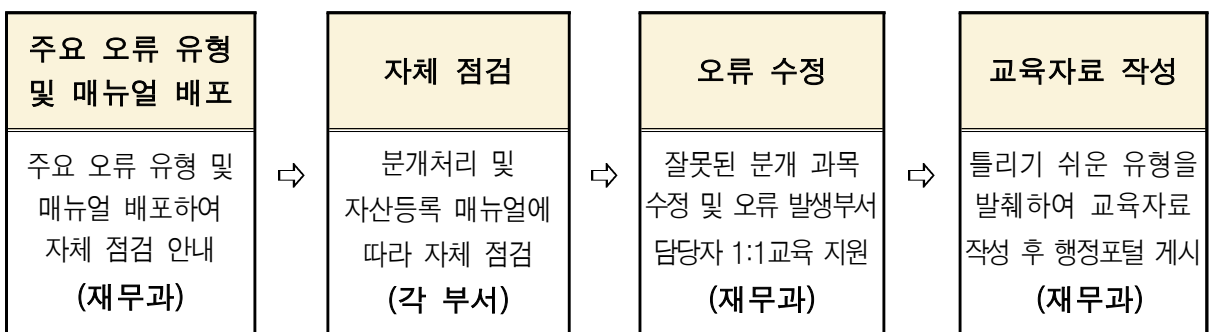 주요 오류 유형
및 매뉴얼 배포
주요 오류 유형 및
매뉴얼 배포하여
자체 점검 안내
(재무과)
⇨
자체 점검
분개처리 및
자산등록 매뉴얼에
따라 자체 점검
(각 부서)
⇨
오류 수정
잘못된 분개 과목
수정 및 오류 발생부서
담당자 1:1교육 지원
(재무과)
⇨
교육자료 작성
틀리기 쉬운 유형을
발췌하여 교육자료
작성 후 행정포털 게시
(재무과)